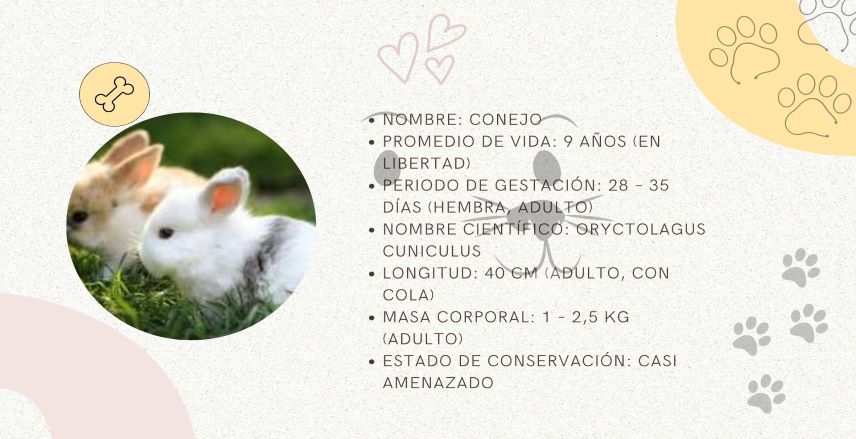 • NOMBRE: CONEJO
• PROMEDIO DE VIDA: 9 AÑOS (EN
LIBERTAD)
• PERIODO DE GESTACIÓN: 28 – 35
DÍAS (HEMBRA, ADULTO)
• NOMBRE CIENTÍFICO: ORYCTOLAGUS
CUNICULUS
• LONGITUD: 40 CM (ADULTO, CON
COLA)
• MASA CORPORAL: 1 – 2,5 KG
(ADULTO)
• ESTADO DE CONSERVACIÓN: CASI
AMENAZADO